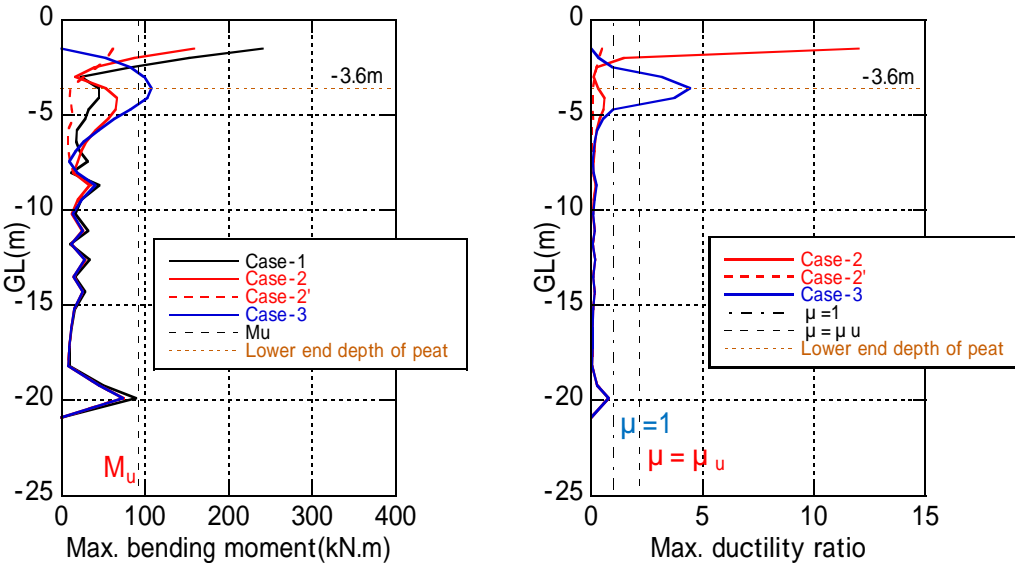 0
-5
-10
-15
-20
-25
GL(m)
-3.6m
Case-1
Case-2
Case-2'
Case-3
Mu
Lower end depth of peat
Mu
0 100 200 300 400
Max. bending moment(kN.m)
0
-5
-10
-15
-20
-25
GL(m)
-3.6m
Case-2
Case-2'
Case-3
μ=1
μ=μu
Lower end depth of peat
μ=1
μ=μu
0 5 10 15
Max. ductility ratio